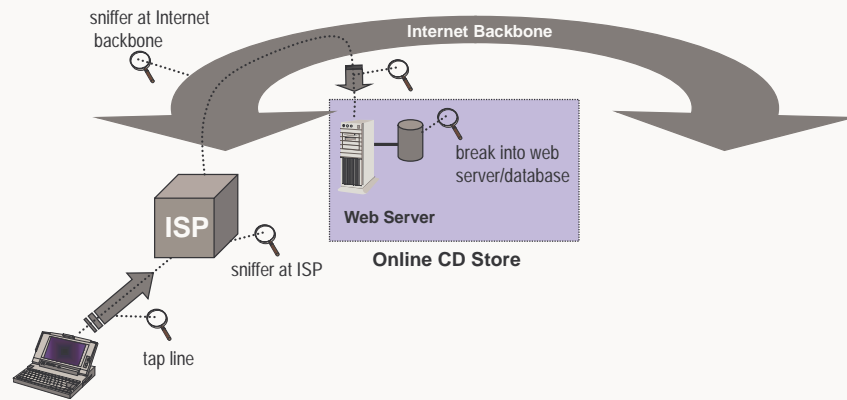 sniffer at Internet
backbone
Internet Backbone
break into web
server/database
Web Server
ISP
Online CD Store
sniffer at ISP
tap line